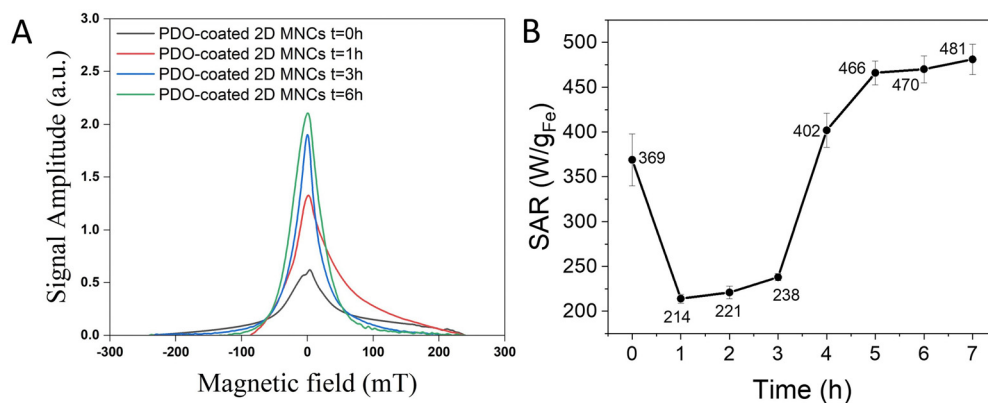 A
Signal Amplitude (a.u.)
3.0
2.5
2.0
1.5
1.0
0.5
0.0
PDO-coated 2D MNCs t=0h
PDO-coated 2D MNCs t=1h
PDO-coated 2D MNCs t=3h
PDO-coated 2D MNCs t=6h
-300 -200 -100 0 100 200 300
Magnetic field (mT)
B
SAR (W/gFe)
500
450
400
350
300
250
200
369
214
221
238
402
466
470
481
0 1 2 3 4 5 6 7
Time (h)